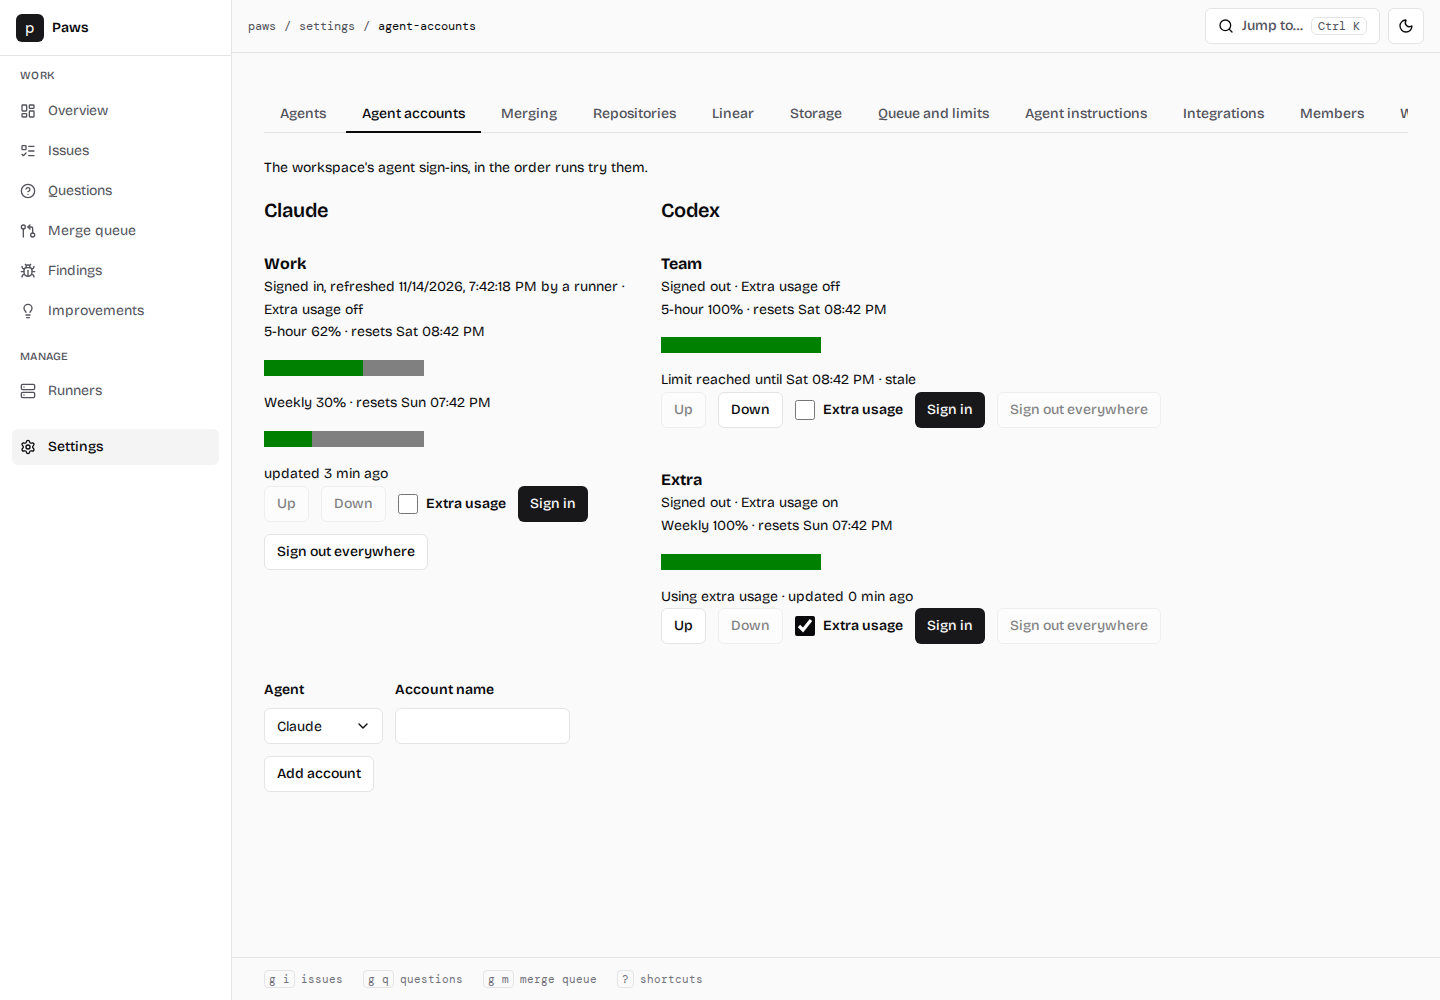 p Paws
paws / settings / agent-accounts
Jump to... Ctrl K
WORK
Overview
Issues
Questions
Merge queue
Findings
Improvements
MANAGE
Runners
Settings
Agents Agent accounts Merging Repositories Linear Storage Queue and limits Agent instructions Integrations Members
The workspace's agent sign-ins, in the order runs try them.
Claude
Work
Signed in, refreshed 11/14/2026, 7:42:18 PM by a runner ·
Extra usage off
5-hour 62% · resets Sat 08:42 PM
Weekly 30% · resets Sun 07:42 PM
updated 3 min ago
Up Down Extra usage Sign in
Sign out everywhere
Codex
Team
Signed out · Extra usage off
5-hour 100% · resets Sat 08:42 PM
Limit reached until Sat 08:42 PM · stale
Up Down Extra usage Sign in Sign out everywhere
Extra
Signed out · Extra usage on
Weekly 100% · resets Sun 07:42 PM
Using extra usage · updated 0 min ago
Up Down Extra usage Sign in Sign out everywhere
Agent Account name
Claude
Add account
g i issues g q questions g m merge queue ? shortcuts